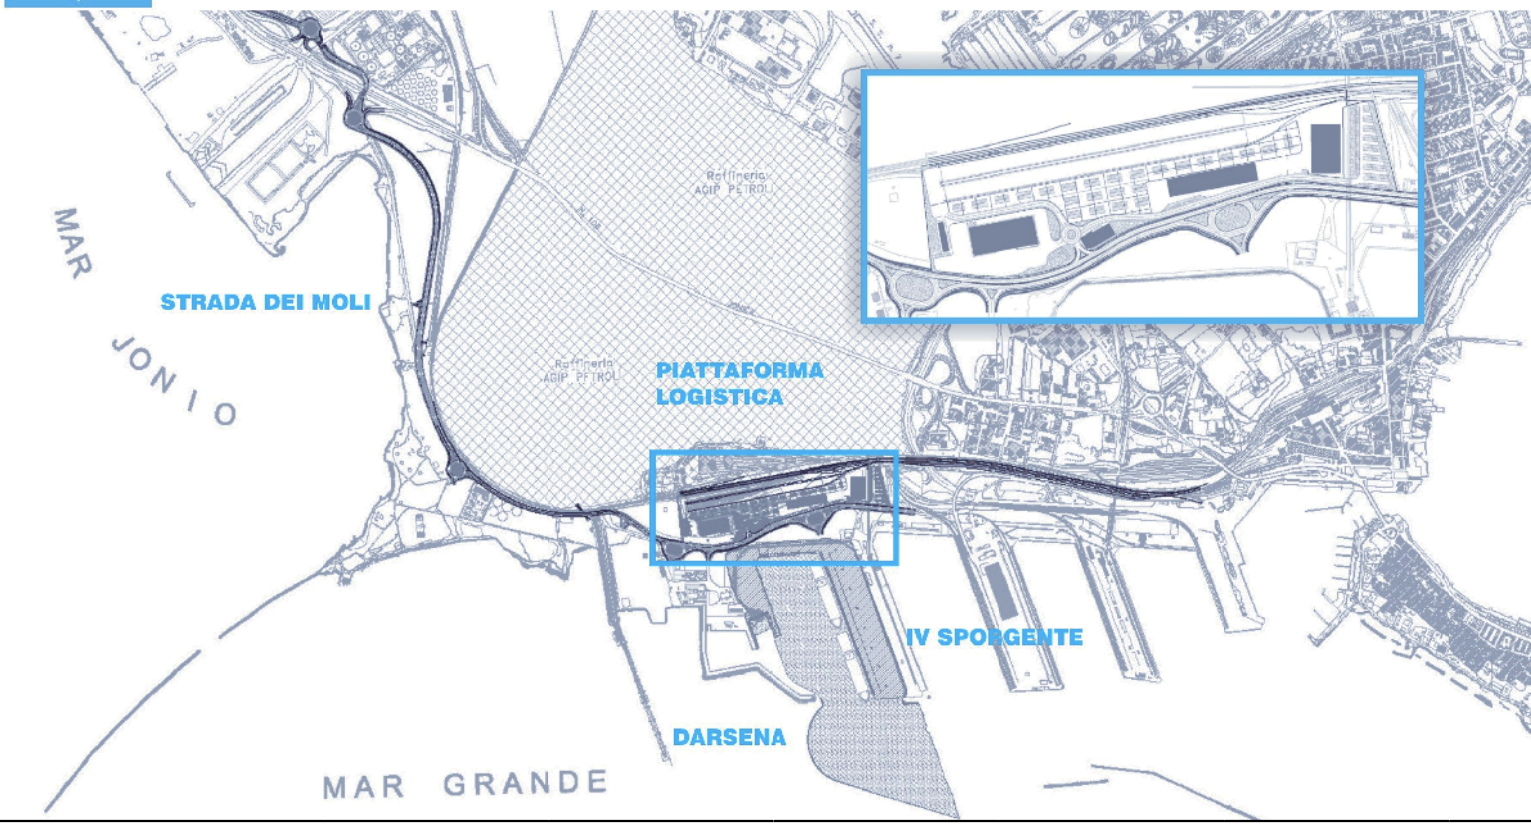 Raffineria
AGIP PETROLI
MAR
JONIO
STRADA DEI MOLI
Raffineria
AGIP PETROLI
PIATTAFORMA
LOGISTICA
IV SPORGENTE
DARSENA
MAR GRANDE